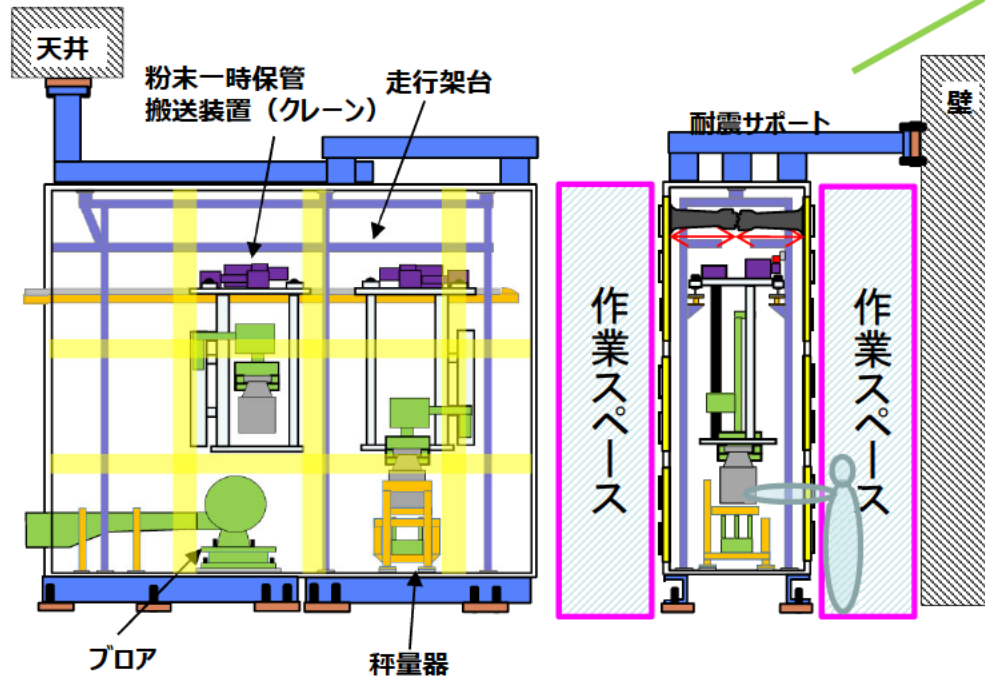 天井
粉末一時保管
搬送装置（クレーン）
走行架台
耐震サポート
壁
作業スペース
作業スペース
ブロア
秤量器